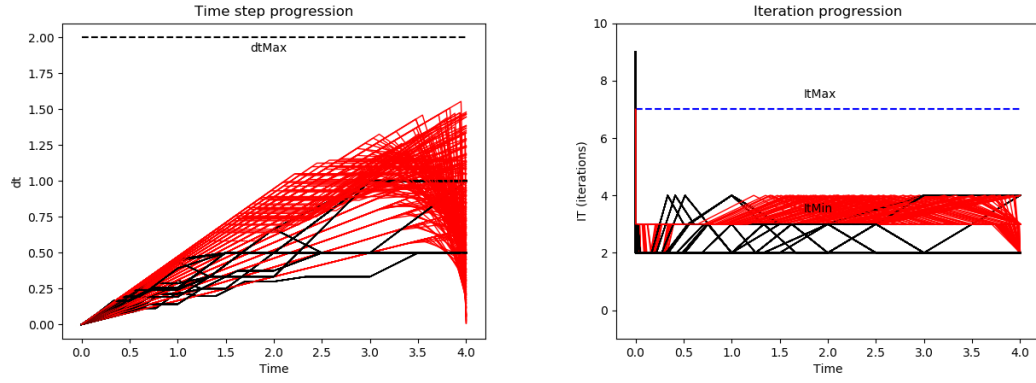 Time step progression
2.00
1.75
1.50
1.25
1.00
0.75
0.50
0.25
0.00
dt
dtMax
0.0 0.5 1.0 1.5 2.0 2.5 3.0 3.5 4.0
Time
Iteration progression
10
8
6
4
2
0
IT (iterations)
ItMax
ItMin
0.0 0.5 1.0 1.5 2.0 2.5 3.0 3.5 4.0
Time